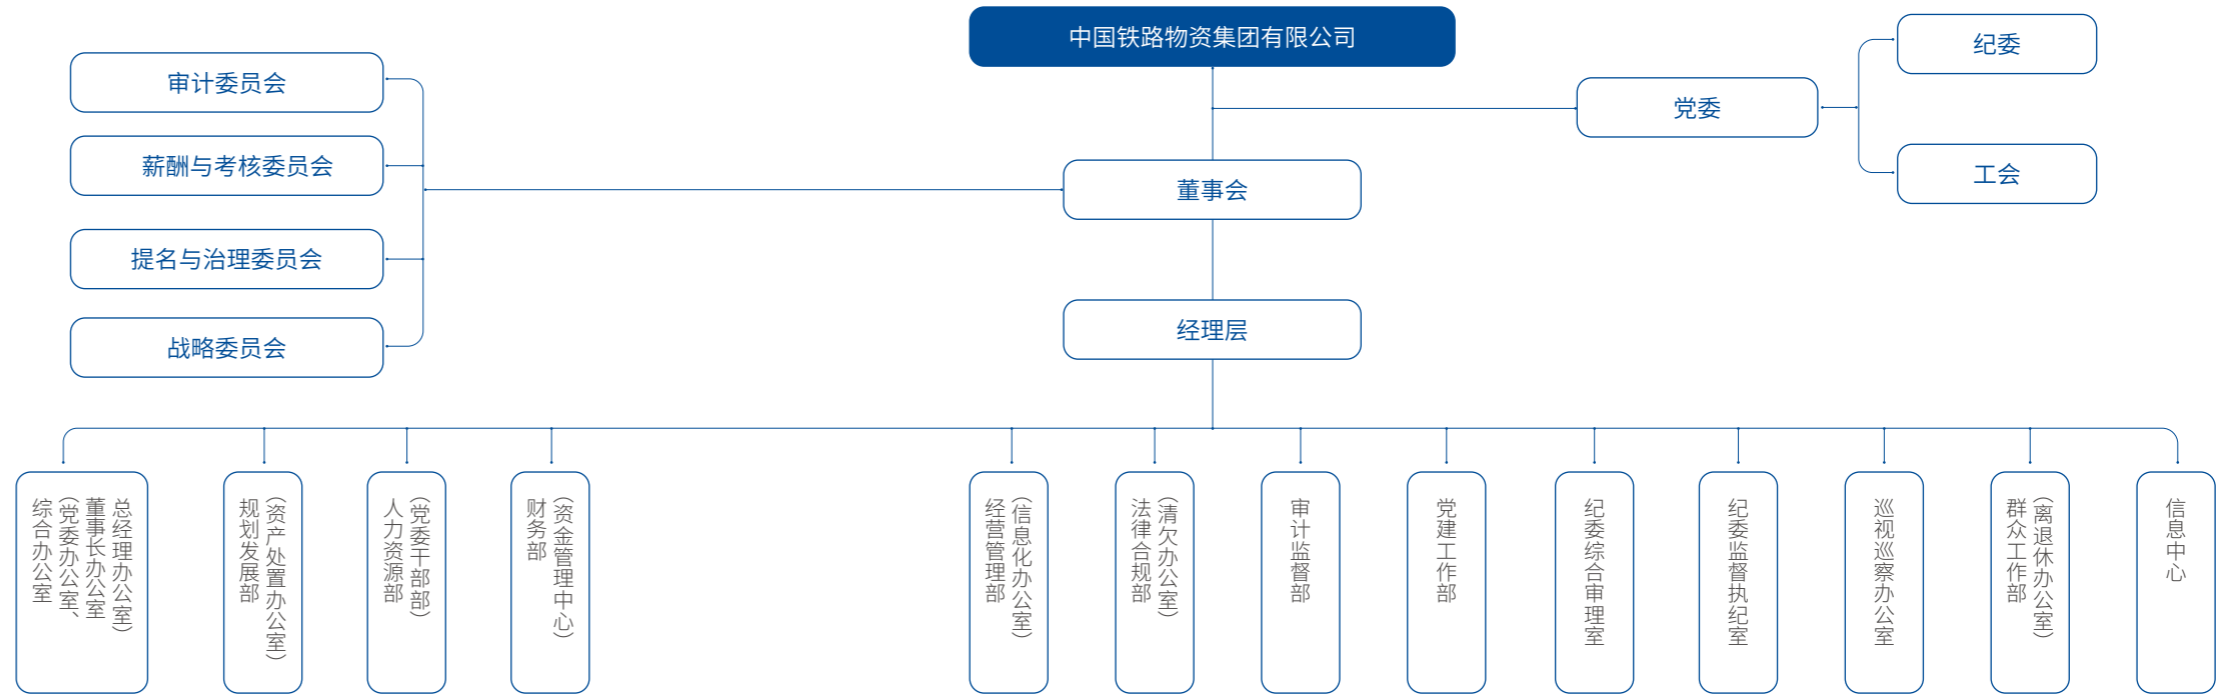 中国铁路物资集团有限公司
纪委
党委
工会
审计委员会
薪酬与考核委员会
提名与治理委员会
战略委员会
董事会
经理层
综合办公室
（党委办公室、
董事长办公室
总经理办公室）
规划发展部
（资产处置办公室）
人力资源部
（党委干部部）
财务部
（资金管理中心）
经营管理部
（信息化办公室）
法律合规部
（清欠办公室）
审计监督部
党建工作部
纪委综合审理室
纪委监督执纪室
巡视巡察办公室
群众工作部
（离退休办公室）
信息中心